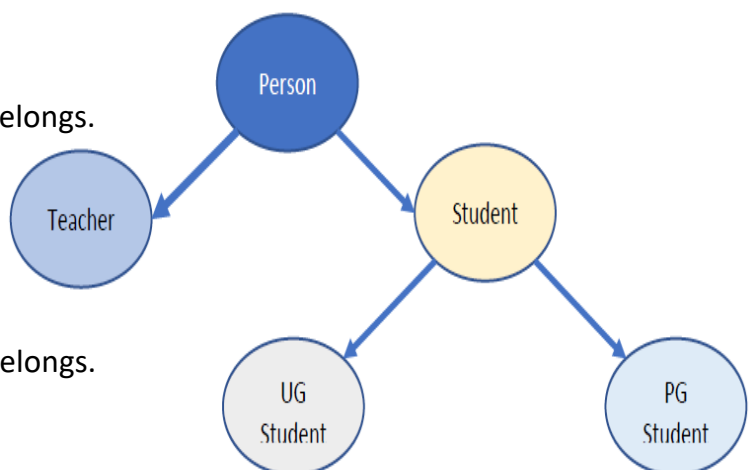 Person
elongs.
Teacher
Student
elongs.
UG
Student
PG
Student